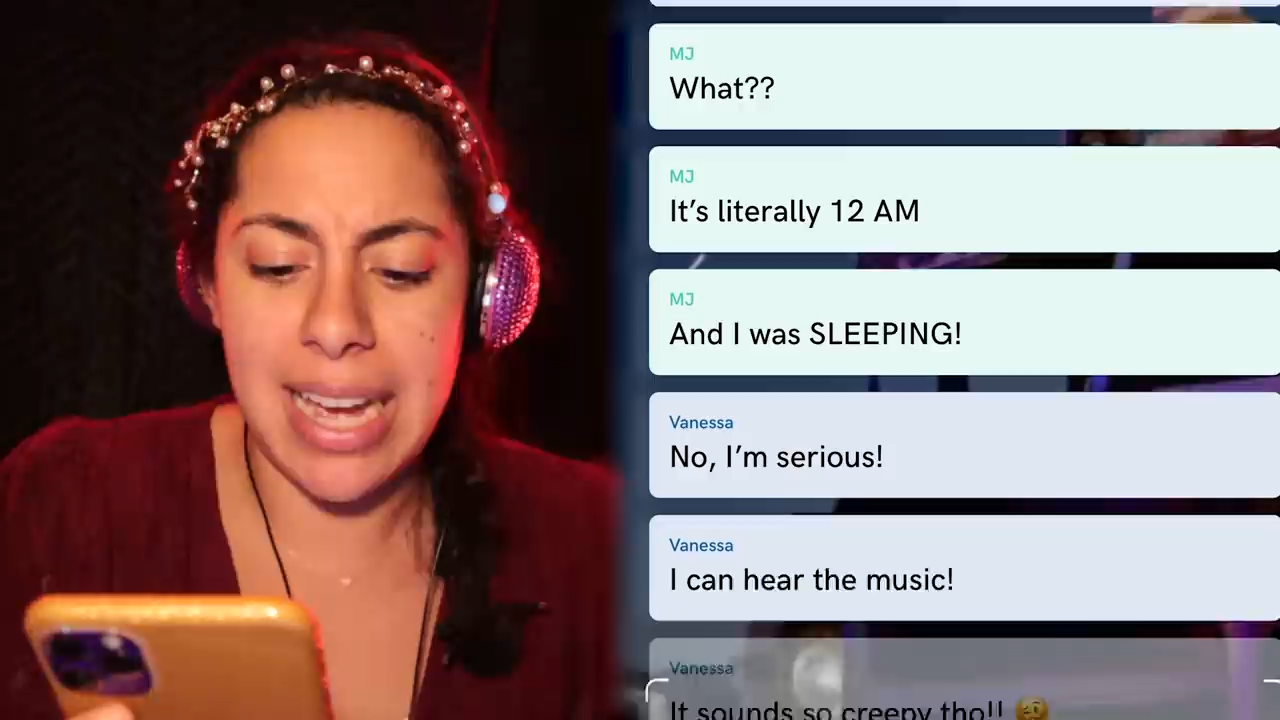 MJ
What??
MJ
It's literally 12 AM
MJ
And I was SLEEPING!
Vanessa
No, I'm serious!
Vanessa
I can hear the music!
Vanessa
It sounds so creepy tho!! 🤨